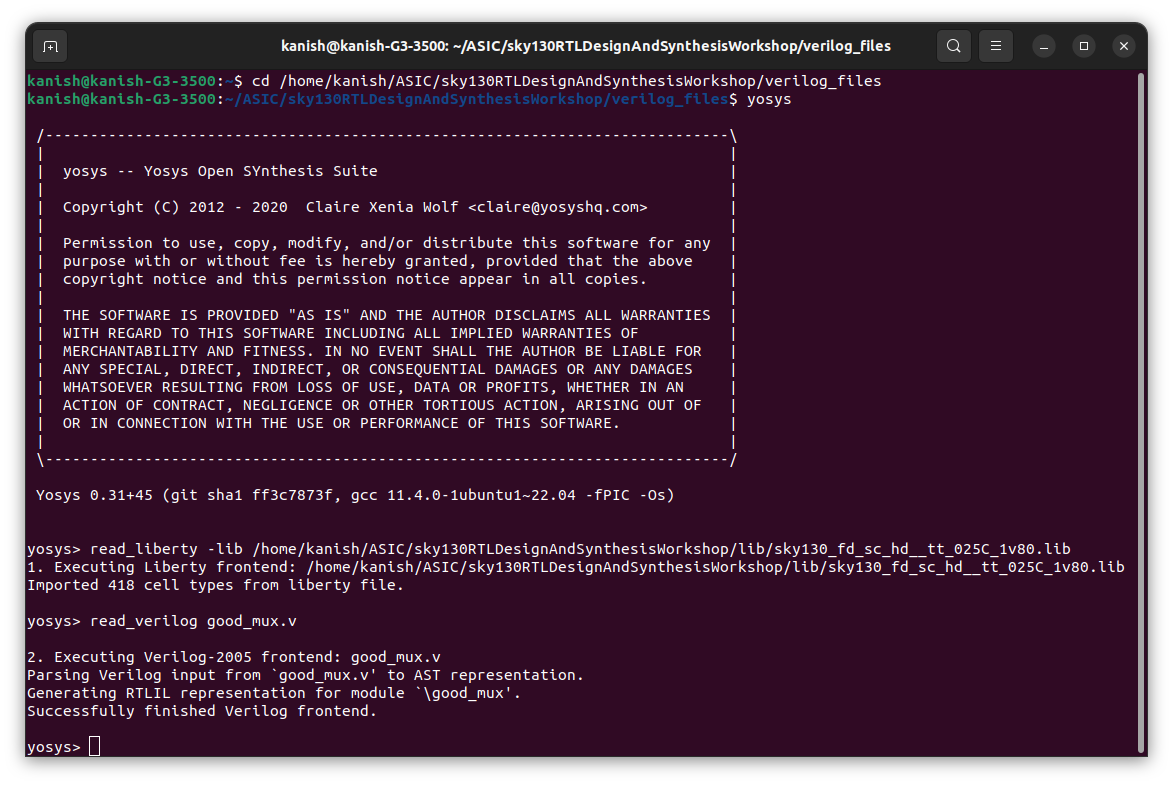 kanish@kanish-G3-3500: ~/ASIC/sky130RTLDesignAndSynthesisWorkshop/verilog_files
kanish@kanish-G3-3500:~$ cd /home/kanish/ASIC/sky130RTLDesignAndSynthesisWorkshop/verilog_files
kanish@kanish-G3-3500:~/ASIC/sky130RTLDesignAndSynthesisWorkshop/verilog_files$ yosys
/----------------------------------------------------------------------------\
|                                                                            |
|  yosys -- Yosys Open SYnthesis Suite                                       |
|                                                                            |
|  Copyright (C) 2012 - 2020  Claire Xenia Wolf <claire@yosyshq.com>         |
|                                                                            |
|  Permission to use, copy, modify, and/or distribute this software for any  |
|  purpose with or without fee is hereby granted, provided that the above    |
|  copyright notice and this permission notice appear in all copies.         |
|                                                                            |
|  THE SOFTWARE IS PROVIDED "AS IS" AND THE AUTHOR DISCLAIMS ALL WARRANTIES  |
|  WITH REGARD TO THIS SOFTWARE INCLUDING ALL IMPLIED WARRANTIES OF          |
|  MERCHANTABILITY AND FITNESS. IN NO EVENT SHALL THE AUTHOR BE LIABLE FOR   |
|  ANY SPECIAL, DIRECT, INDIRECT, OR CONSEQUENTIAL DAMAGES OR ANY DAMAGES    |
|  WHATSOEVER RESULTING FROM LOSS OF USE, DATA OR PROFITS, WHETHER IN AN     |
|  ACTION OF CONTRACT, NEGLIGENCE OR OTHER TORTIOUS ACTION, ARISING OUT OF   |
|  OR IN CONNECTION WITH THE USE OR PERFORMANCE OF THIS SOFTWARE.            |
|                                                                            |
\----------------------------------------------------------------------------/
Yosys 0.31+45 (git sha1 ff3c7873f, gcc 11.4.0-1ubuntu1~22.04 -fPIC -Os)
yosys> read_liberty -lib /home/kanish/ASIC/sky130RTLDesignAndSynthesisWorkshop/lib/sky130_fd_sc_hd__tt_025C_1v80.lib
1. Executing Liberty frontend: /home/kanish/ASIC/sky130RTLDesignAndSynthesisWorkshop/lib/sky130_fd_sc_hd__tt_025C_1v80.lib
Imported 418 cell types from liberty file.
yosys> read_verilog good_mux.v
2. Executing Verilog-2005 frontend: good_mux.v
Parsing Verilog input from `good_mux.v' to AST representation.
Generating RTLIL representation for module `\good_mux'.
Successfully finished Verilog frontend.
yosys>